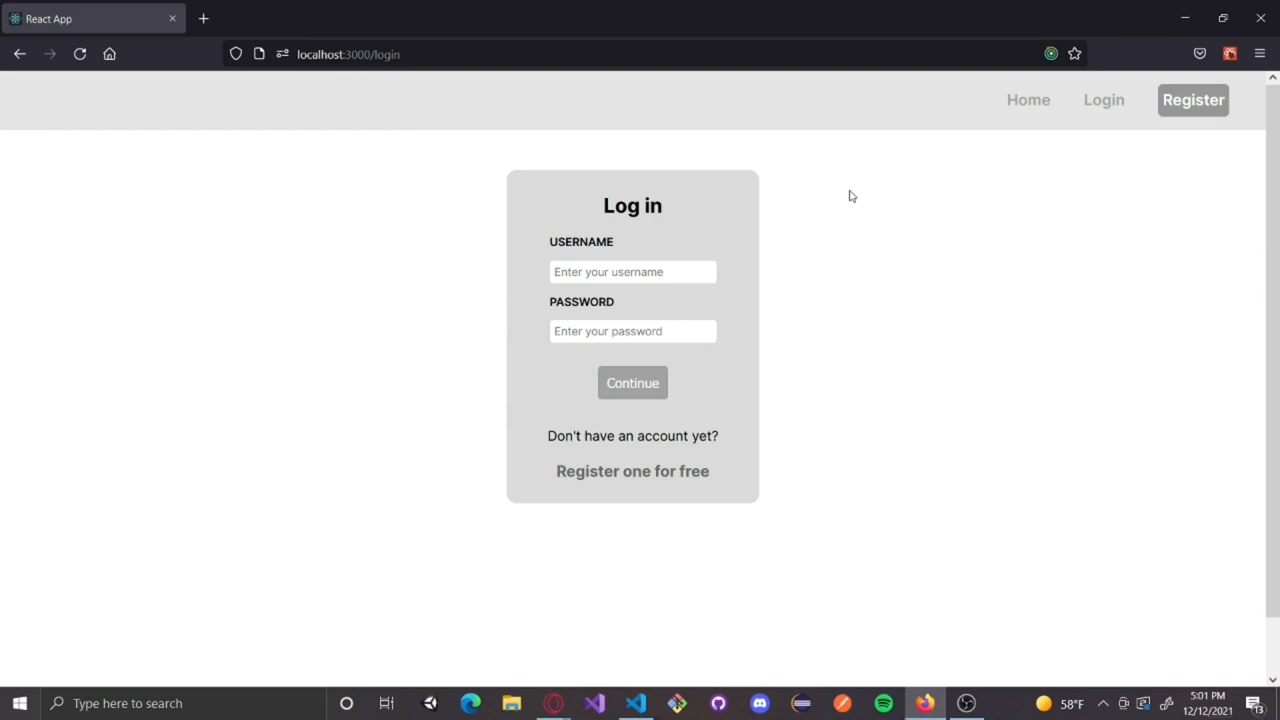 React App
localhost:3000/login
Home Login Register
Log in
USERNAME
Enter your username
PASSWORD
Enter your password
Continue
Don't have an account yet?
Register one for free
Type here to search
58°F
5:01 PM
12/12/2021
13